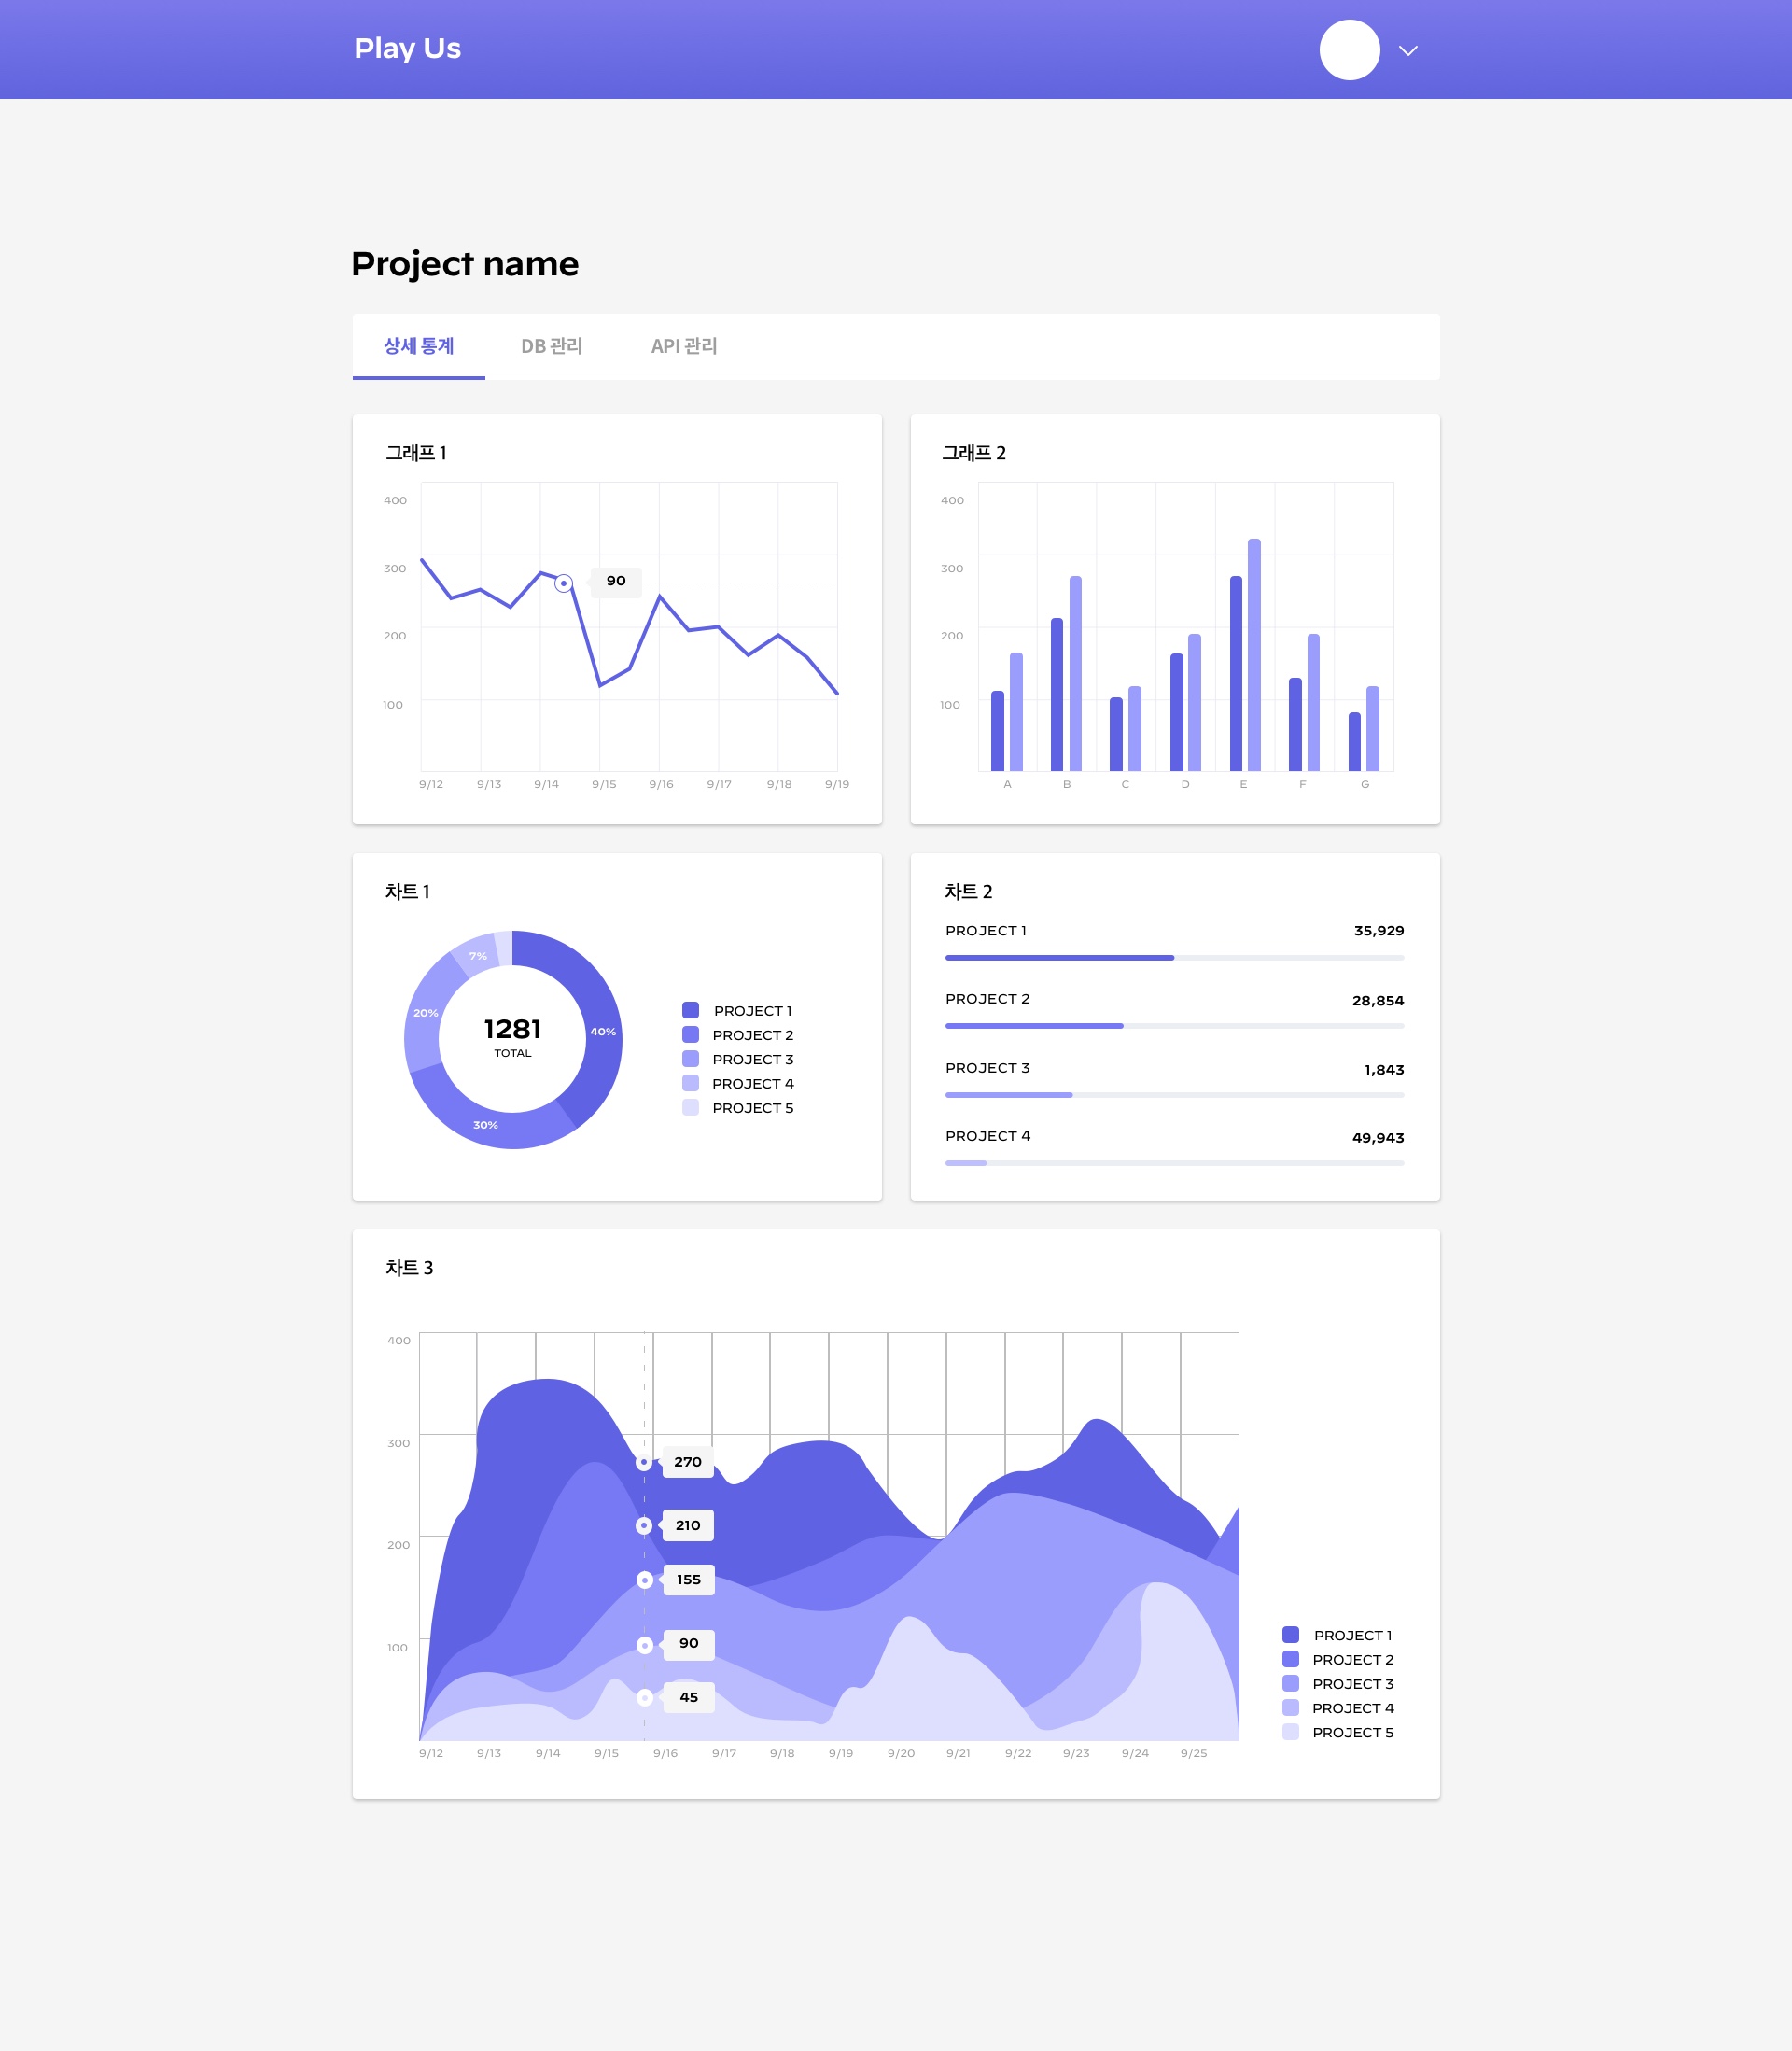 Play Us
Project name
상세 통계 DB 관리 API 관리
그래프 1
400
300
200
100
90
9/12 9/13 9/14 9/15 9/16 9/17 9/18 9/19
그래프 2
400
300
200
100
A B C D E F G
차트 1
7%
20%
40%
30%
1281
TOTAL
PROJECT 1
PROJECT 2
PROJECT 3
PROJECT 4
PROJECT 5
차트 2
PROJECT 1 35,929
PROJECT 2 28,854
PROJECT 3 1,843
PROJECT 4 49,943
차트 3
400
300
200
100
270
210
155
90
45
9/12 9/13 9/14 9/15 9/16 9/17 9/18 9/19 9/20 9/21 9/22 9/23 9/24 9/25
PROJECT 1
PROJECT 2
PROJECT 3
PROJECT 4
PROJECT 5